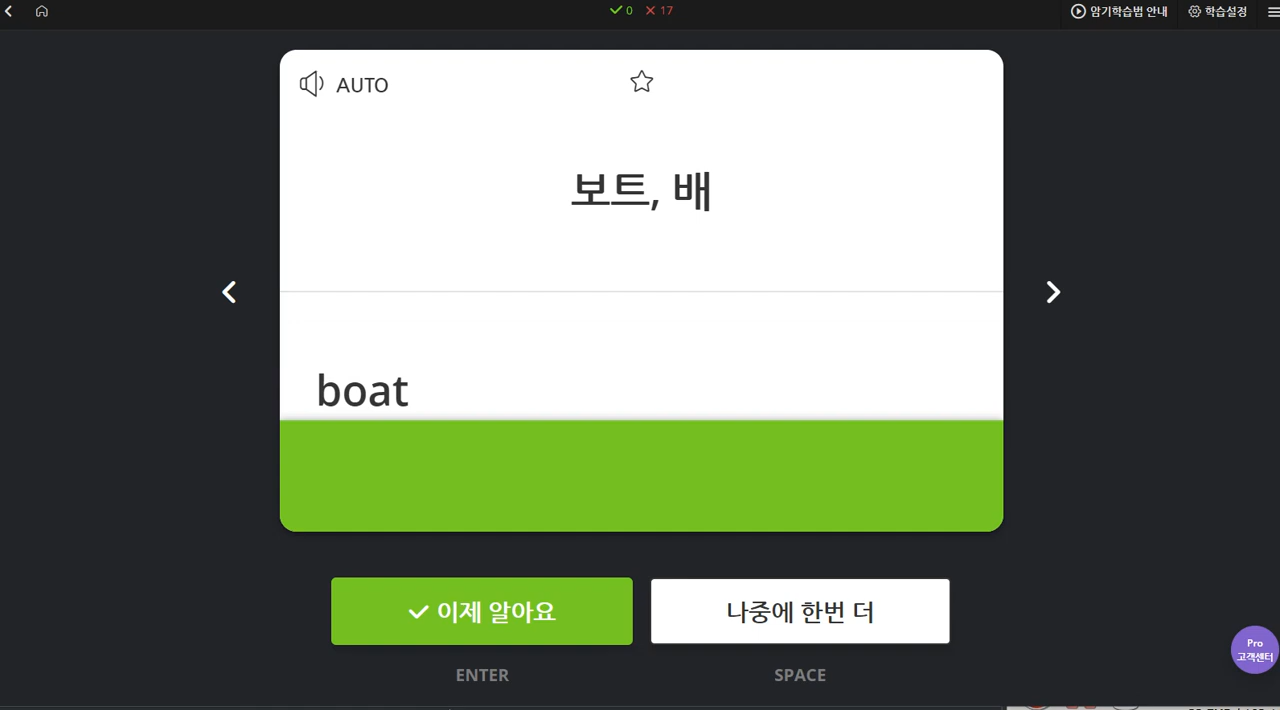 0 17 암기학습법 안내 학습설정
AUTO
보트, 배
boat
이제 알아요 나중에 한번 더
ENTER SPACE
Pro
고객센터